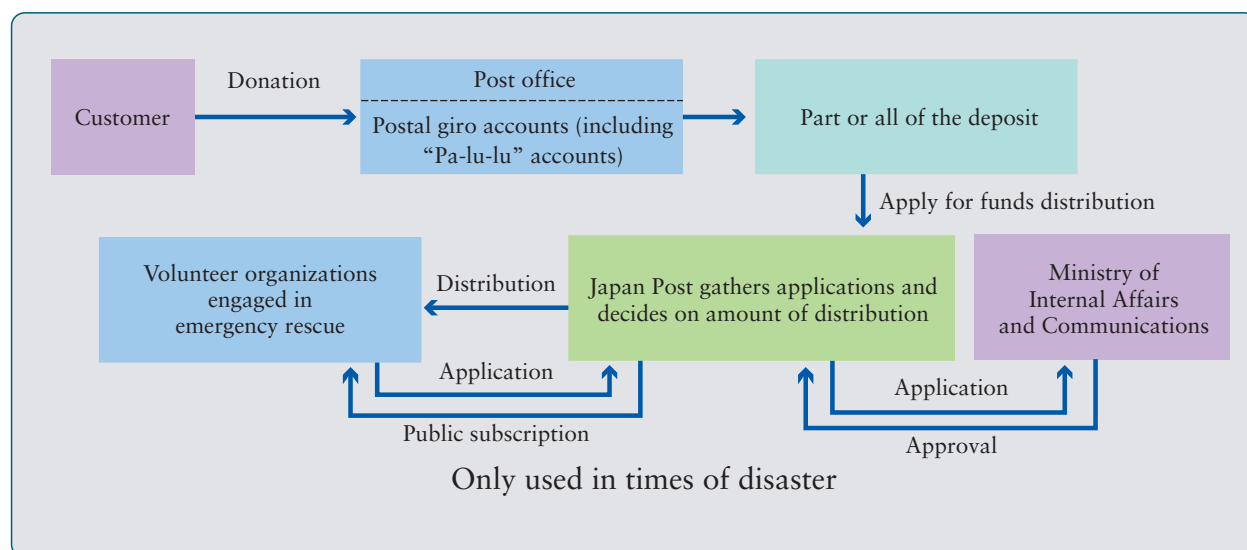 Customer
Donation
Post office
Postal giro accounts (including
“Pa-lu-lu” accounts)
Part or all of the deposit
Apply for funds distribution
Volunteer organizations
engaged in
emergency rescue
Distribution
Japan Post gathers applications and
decides on amount of distribution
Ministry of
Internal Affairs
and Communications
Application
Public subscription
Application
Approval
Only used in times of disaster